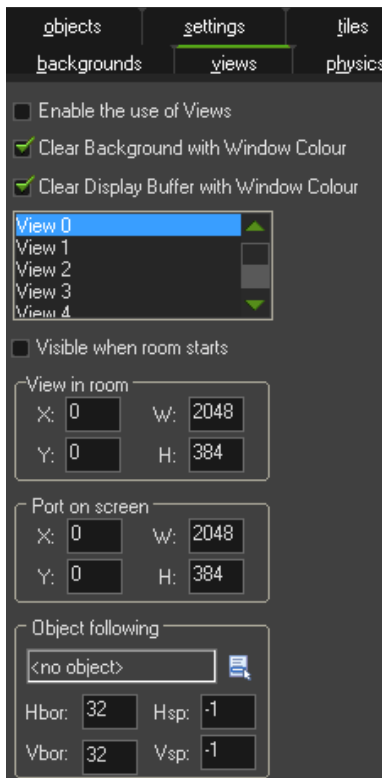 objects settings tiles
backgrounds views physics
Enable the use of Views
Clear Background with Window Colour
Clear Display Buffer with Window Colour
View 0
View 1
View 2
View 3
View 4
Visible when room starts
View in room
X: 0 W: 2048
Y: 0 H: 384
Port on screen
X: 0 W: 2048
Y: 0 H: 384
Object following
<no object>
Hbor: 32 Hsp: -1
Vbor: 32 Vsp: -1